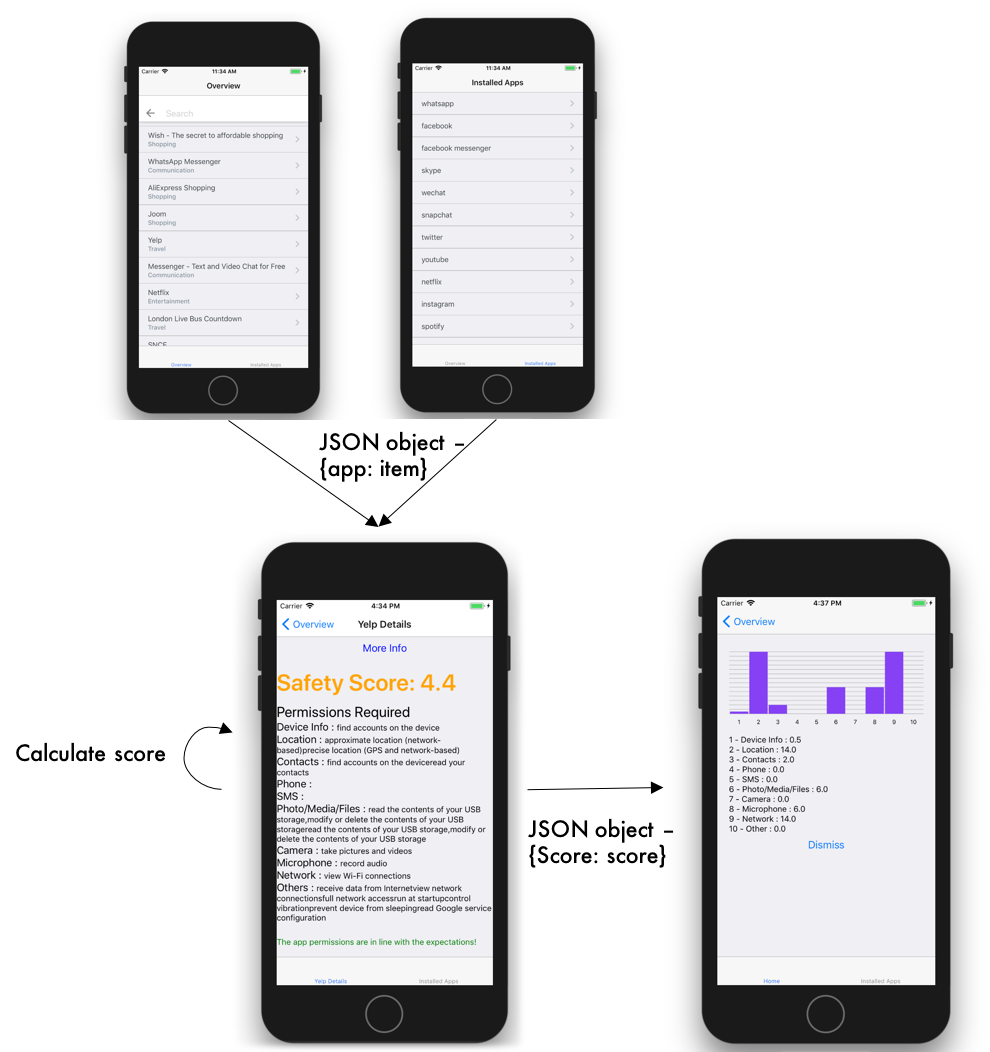 Carrier 11:34 AM
Overview
Search
Wish - The secret to affordable shopping
Shopping
WhatsApp Messenger
Communication
AliExpress Shopping
Shopping
Joom
Shopping
Yelp
Travel
Messenger - Text and Video Chat for Free
Communication
Netflix
Entertainment
London Live Bus Countdown
Travel
SNCF
Overview Installed Apps
Carrier 11:34 AM
Installed Apps
whatsapp
facebook
facebook messenger
skype
wechat
snapchat
twitter
youtube
netflix
instagram
spotify
Overview Installed Apps
JSON object –
{app: item}
Calculate score
Carrier 4:34 PM
Overview Yelp Details
More Info
Safety Score: 4.4
Permissions Required
Device Info : find accounts on the device
Location : approximate location (network-
based)precise location (GPS and network-based)
Contacts : find accounts on the deviceread your
contacts
Phone :
SMS :
Photo/Media/Files : read the contents of your USB
storage,modify or delete the contents of your USB
storageread the contents of your USB storage,modify or
delete the contents of your USB storage
Camera : take pictures and videos
Microphone : record audio
Network : view Wi-Fi connections
Others : receive data from Internetview network
connectionsfull network accessrun at startupcontrol
vibrationprevent device from sleepingread Google service
configuration
The app permissions are in line with the expectations!
Yelp Details Installed Apps
JSON object –
{Score: score}
Carrier 4:37 PM
Overview
1 2 3 4 5 6 7 8 9 10
1 - Device Info : 0.5
2 - Location : 14.0
3 - Contacts : 2.0
4 - Phone : 0.0
5 - SMS : 0.0
6 - Photo/Media/Files : 6.0
7 - Camera : 0.0
8 - Microphone : 6.0
9 - Network : 14.0
10 - Other : 0.0
Dismiss
Home Installed Apps